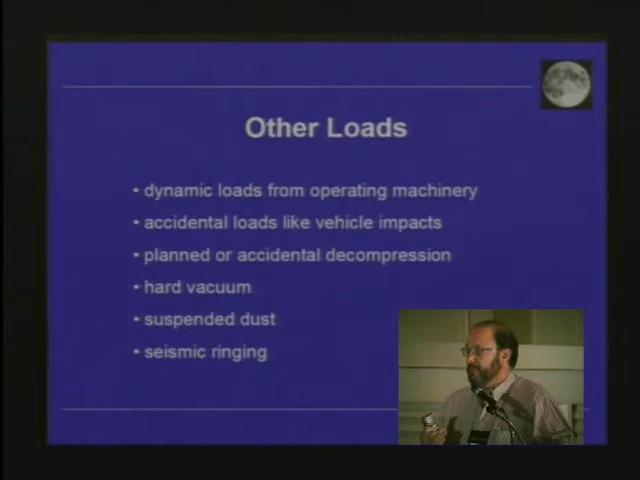 Other Loads
• dynamic loads from operating machinery
• accidental loads like vehicle impacts
• planned or accidental decompression
• hard vacuum
• suspended dust
• seismic ringing